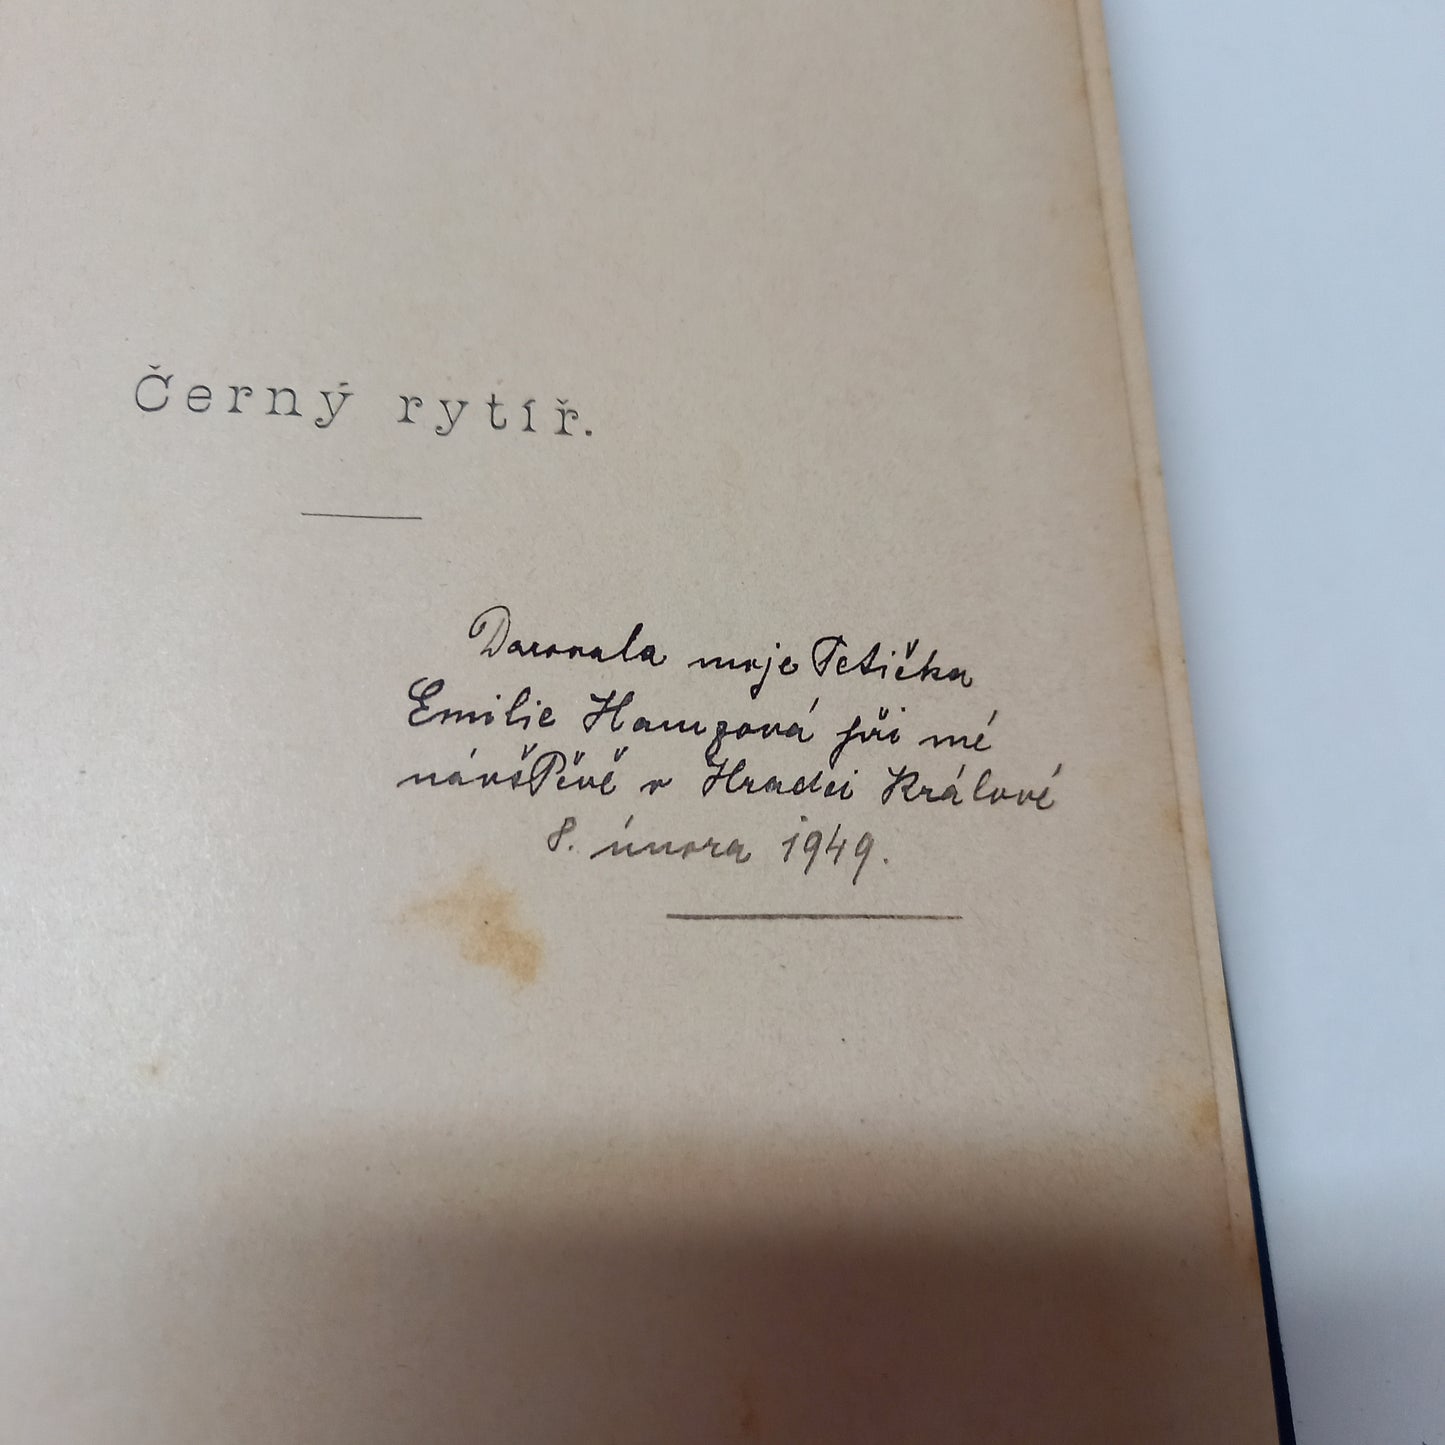 Černý rytíř.
Darovala moje Tetička
Emilie Hamzová při mé
návštěvě v Hradci Králové
8. února 1949.